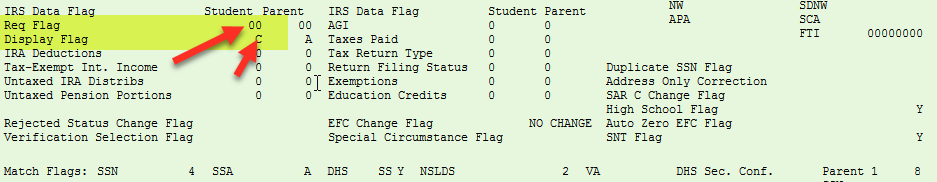 NW SDNW
IRS Data Flag Student Parent IRS Data Flag Student Parent
APA SCA
Req Flag 00 00 AGI 0 0
FTI 00000000
Display Flag C A Taxes Paid 0 0
IRA Deductions 0 0 Tax Return Type 0 0
Tax-Exempt Int. Income 0 0 Return Filing Status 0 0 Duplicate SSN Flag
Untaxed IRA Distribs 0 0 Exemptions 0 0 Address Only Correction
Untaxed Pension Portions 0 0 Education Credits 0 0 SAR C Change Flag
High School Flag Y
Rejected Status Change Flag EFC Change Flag NO CHANGE Auto Zero EFC Flag
Verification Selection Flag Special Circumstance Flag SNT Flag Y
Match Flags: SSN 4 SSA A DHS SS Y NSLDS 2 VA DHS Sec. Conf. Parent 1 8